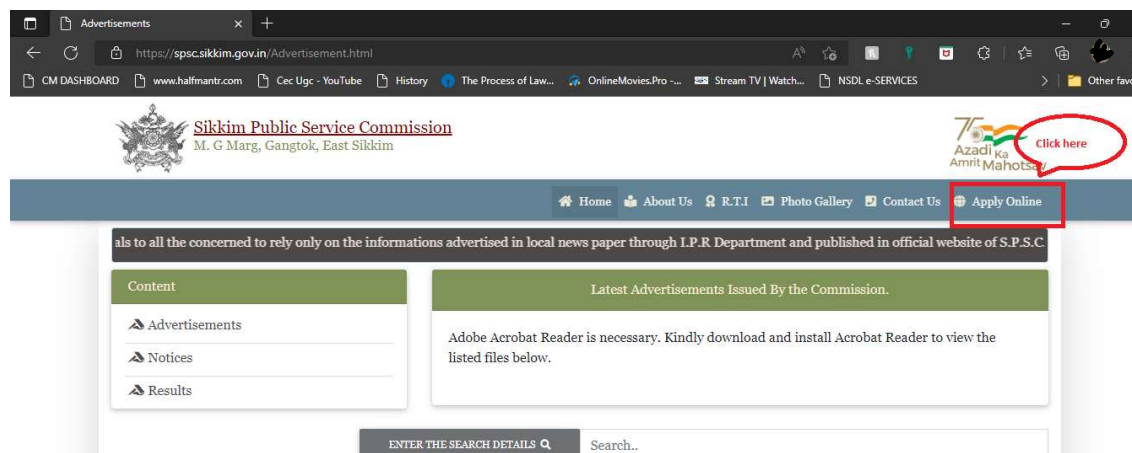 Advertisements
https://spsc.sikkim.gov.in/Advertisement.html
CM DASHBOARD www.halfmantr.com Cec Ugc - YouTube History The Process of Law... OnlineMovies.Pro -... Stream TV | Watch... NSDL e-SERVICES Other favo
Sikkim Public Service Commission
M. G Marg, Gangtok, East Sikkim
75
Azadi Ka
Amrit Mahotsav
Click here
Home About Us R.T.I Photo Gallery Contact Us Apply Online
als to all the concerned to rely only on the informations advertised in local news paper through I.P.R Department and published in official website of S.P.S.C
Content
Advertisements
Notices
Results
Latest Advertisements Issued By the Commission.
Adobe Acrobat Reader is necessary. Kindly download and install Acrobat Reader to view the
listed files below.
ENTER THE SEARCH DETAILS Search..